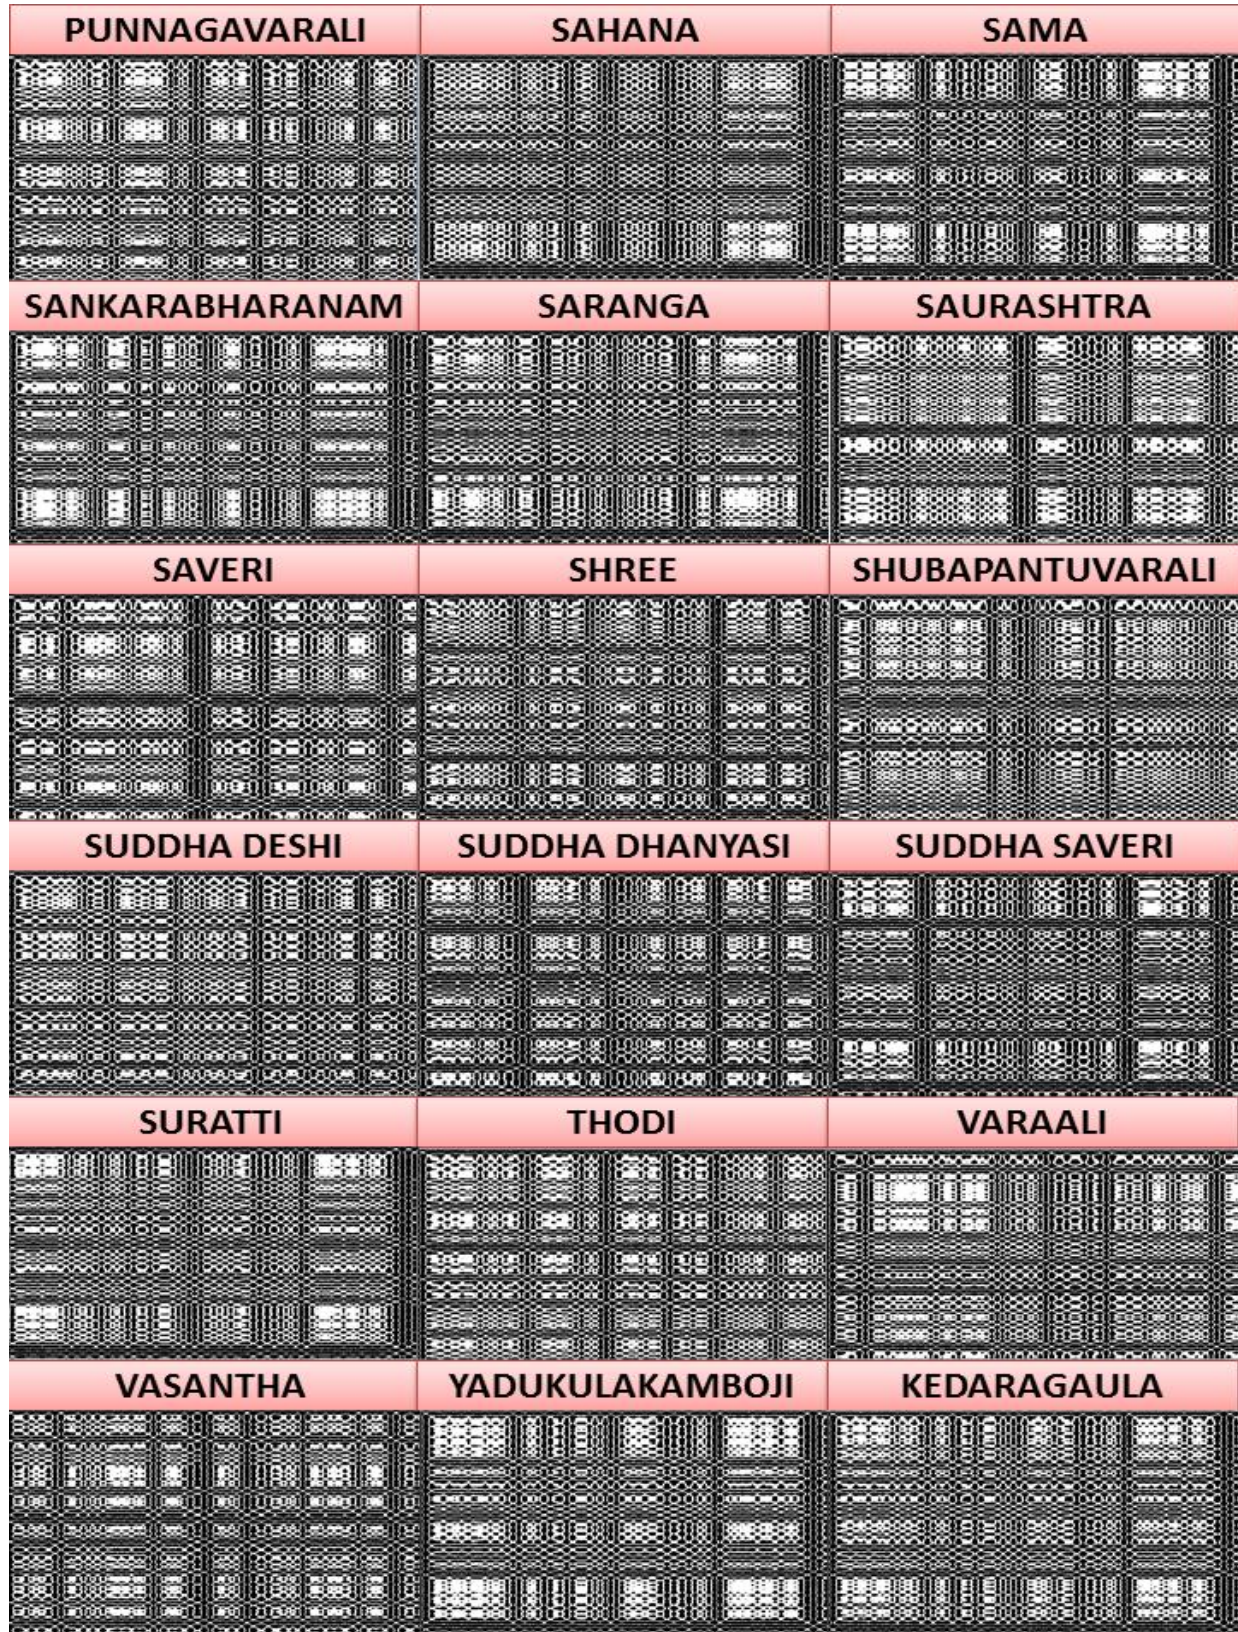 PUNNAGAVARALI SAHANA SAMA
SANKARABHARANAM SARANGA SAURASHTRA
SAVERI SHREE SHUBAPANTUVARALI
SUDDHA DESHI SUDDHA DHANYASI SUDDHA SAVERI
SURATTI THODI VARAALI
VASANTHA YADUKULAKAMBOJI KEDARAGAULA